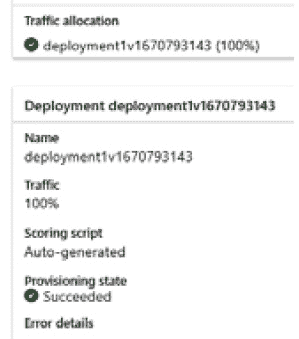 Traffic allocation
deployment1v1670793143 (100%)
Deployment deployment1v1670793143
Name
deployment1v1670793143
Traffic
100%
Scoring script
Auto-generated
Provisioning state
Succeeded
Error details